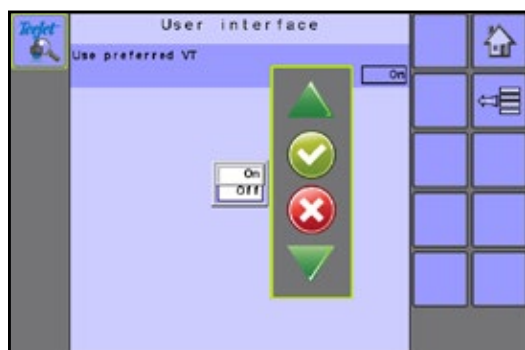 TeeJet
User interface
Use preferred VT
On
On
Off